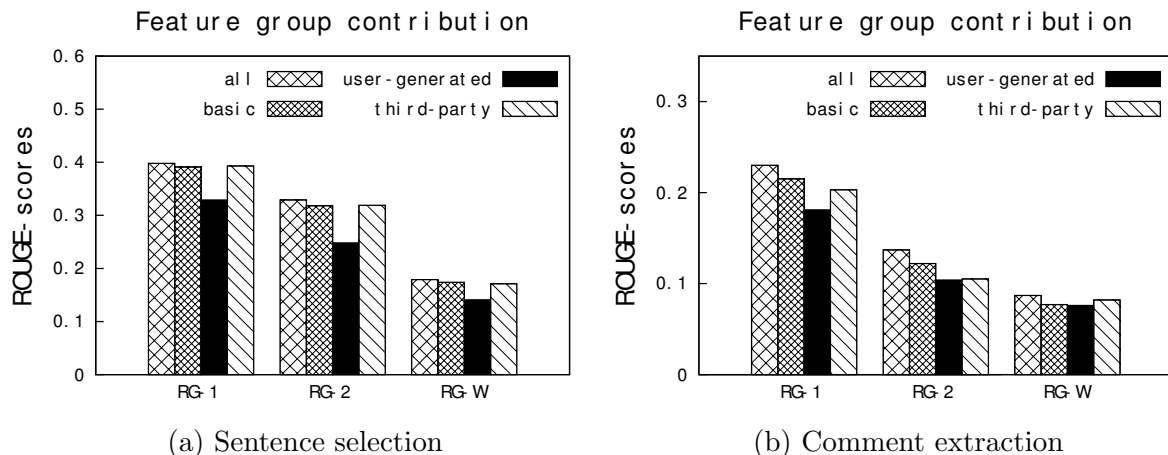 Feature group contribution
ROUGE-scores
0.6
0.5
0.4
0.3
0.2
0.1
0
all
user-generated
basic
third-party
RG-1 RG-2 RG-W
(a) Sentence selection
Feature group contribution
ROUGE-scores
0.3
0.2
0.1
0
all
user-generated
basic
third-party
RG-1 RG-2 RG-W
(b) Comment extraction